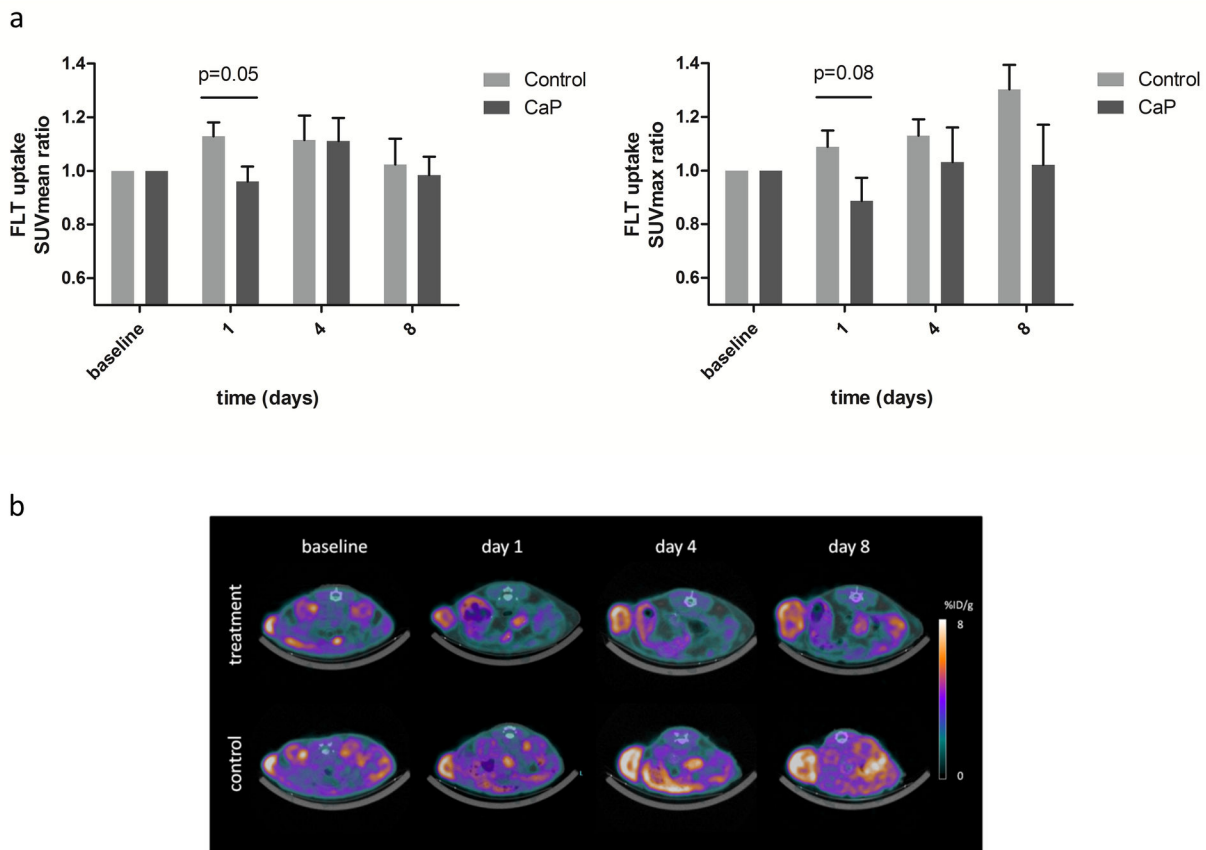 a
1.4
1.2
1.0
0.8
0.6
FLT uptake
SUVmean ratio
p=0.05
Control
CaP
baseline
1
4
8
time (days)
1.4
1.2
1.0
0.8
0.6
FLT uptake
SUVmax ratio
p=0.08
Control
CaP
baseline
1
4
8
time (days)
b
baseline
day 1
day 4
day 8
treatment
control
%ID/g
8
0